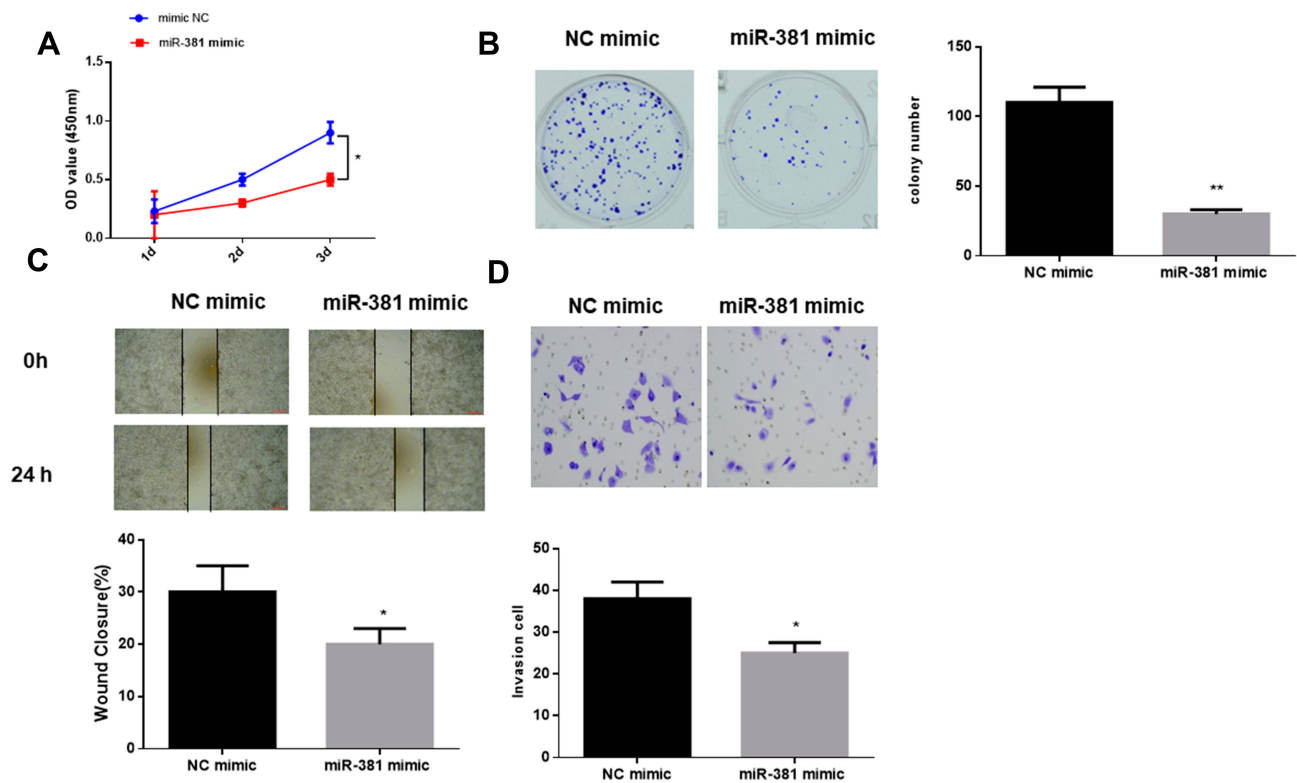 A
mimic NC
miR-381 mimic
OD value (450nm)
1.5
1.0
0.5
0.0
*
1d
2d
3d
B
NC mimic
miR-381 mimic
colony number
150
100
50
0
**
NC mimic
miR-381 mimic
C
NC mimic
miR-381 mimic
0h
24 h
Wound Closure(%)
40
30
20
10
0
*
NC mimic
miR-381 mimic
D
NC mimic
miR-381 mimic
Invasion cell
50
40
30
20
10
0
*
NC mimic
miR-381 mimic